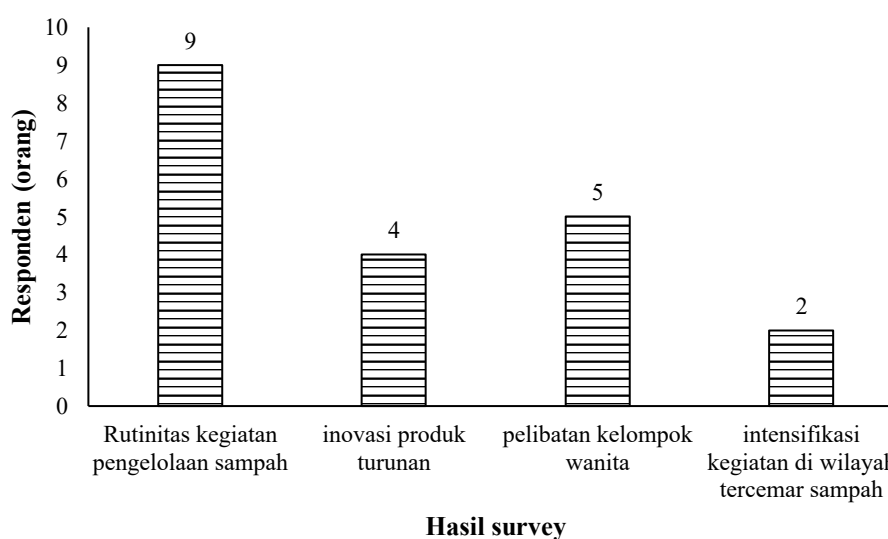 Responden (orang)
10
9
8
7
6
5
4
3
2
1
0
9
4
5
2
Rutinitas kegiatan
pengelolaan sampah
inovasi produk
turunan
pelibatan kelompok
wanita
intensifikasi
kegiatan di wilayah
tercemar sampah
Hasil survey